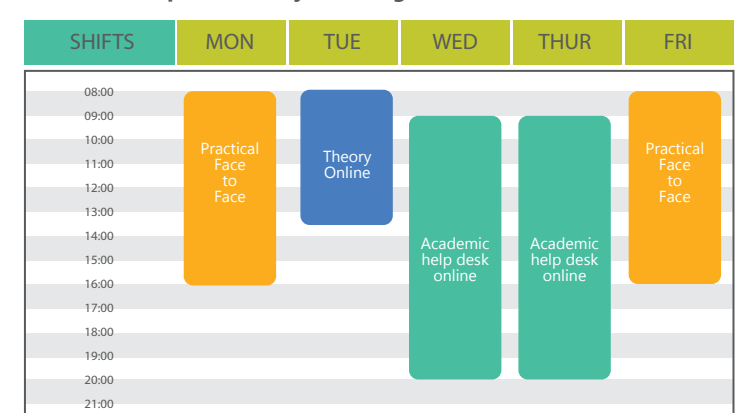 SHIFTS MON TUE WED THUR FRI
08:00
09:00
10:00
11:00
12:00
13:00
14:00
15:00
16:00
17:00
18:00
19:00
20:00
21:00
Practical
Face
to
Face
Theory
Online
Academic
help desk
online
Academic
help desk
online
Practical
Face
to
Face